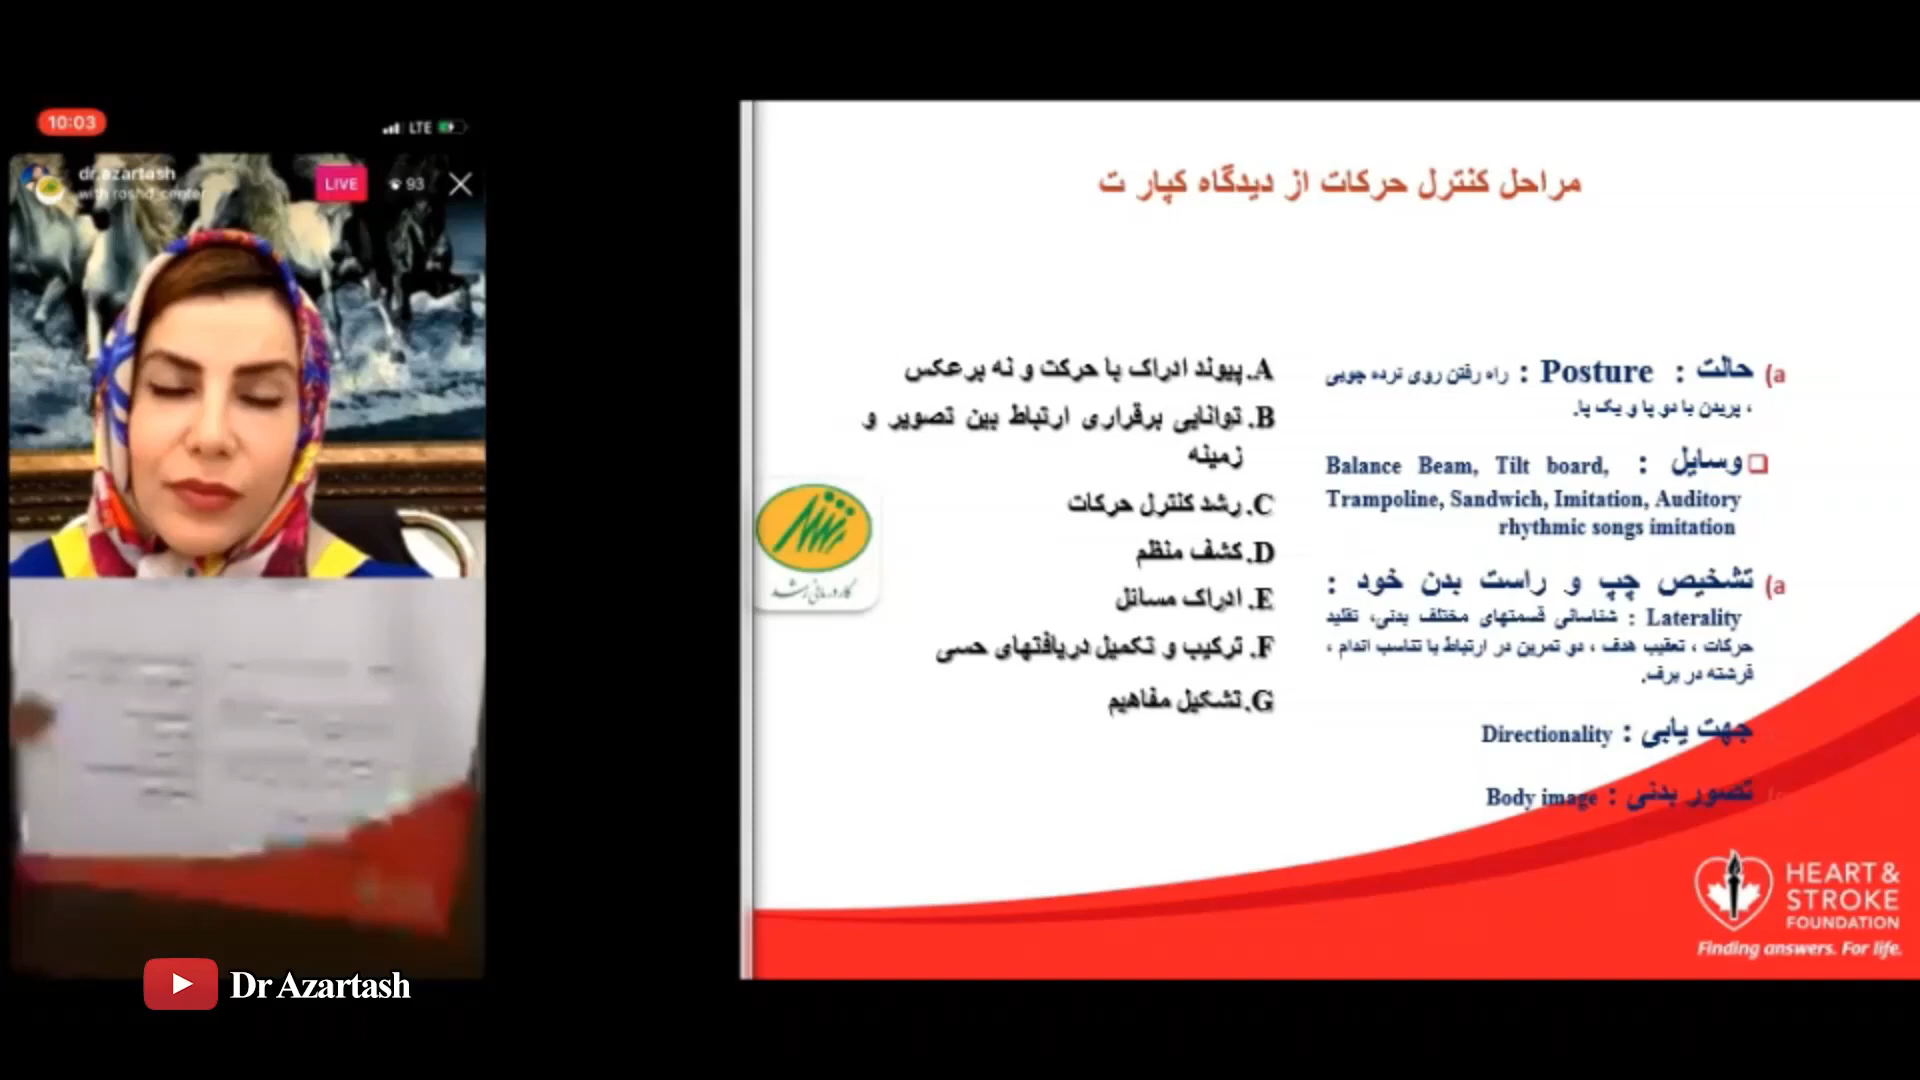 10:03
LTE
dr.azartash
with roshd_center
LIVE
93
Dr Azartash
مراحل کنترل حرکات از دیدگاه کپار ت
a) حالت : Posture : راه رفتن روی نرده چوبی
، پریدن با دو پا و یک پا.
وسایل : Balance Beam, Tilt board,
Trampoline, Sandwich, Imitation, Auditory
rhythmic songs imitation
a) تشخیص چپ و راست بدن خود :
Laterality : شناسائی قسمتهای مختلف بدنی، تقلید
حرکات ، تعقیب هدف ، دو تمرین در ارتباط با تناسب اندام ،
فرشته در برف.
جهت یابی : Directionality
تصور بدنی : Body image
A. پیوند ادراک با حرکت و نه برعکس
B. توانایی برقراری ارتباط بین تصویر و
زمینه
C. رشد کنترل حرکات
D. کشف منظم
E. ادراک مسائل
F. ترکیب و تکمیل دریافتهای حسی
G. تشکیل مفاهیم
کاردرمانی رشد
HEART &
STROKE
FOUNDATION
Finding answers. For life.